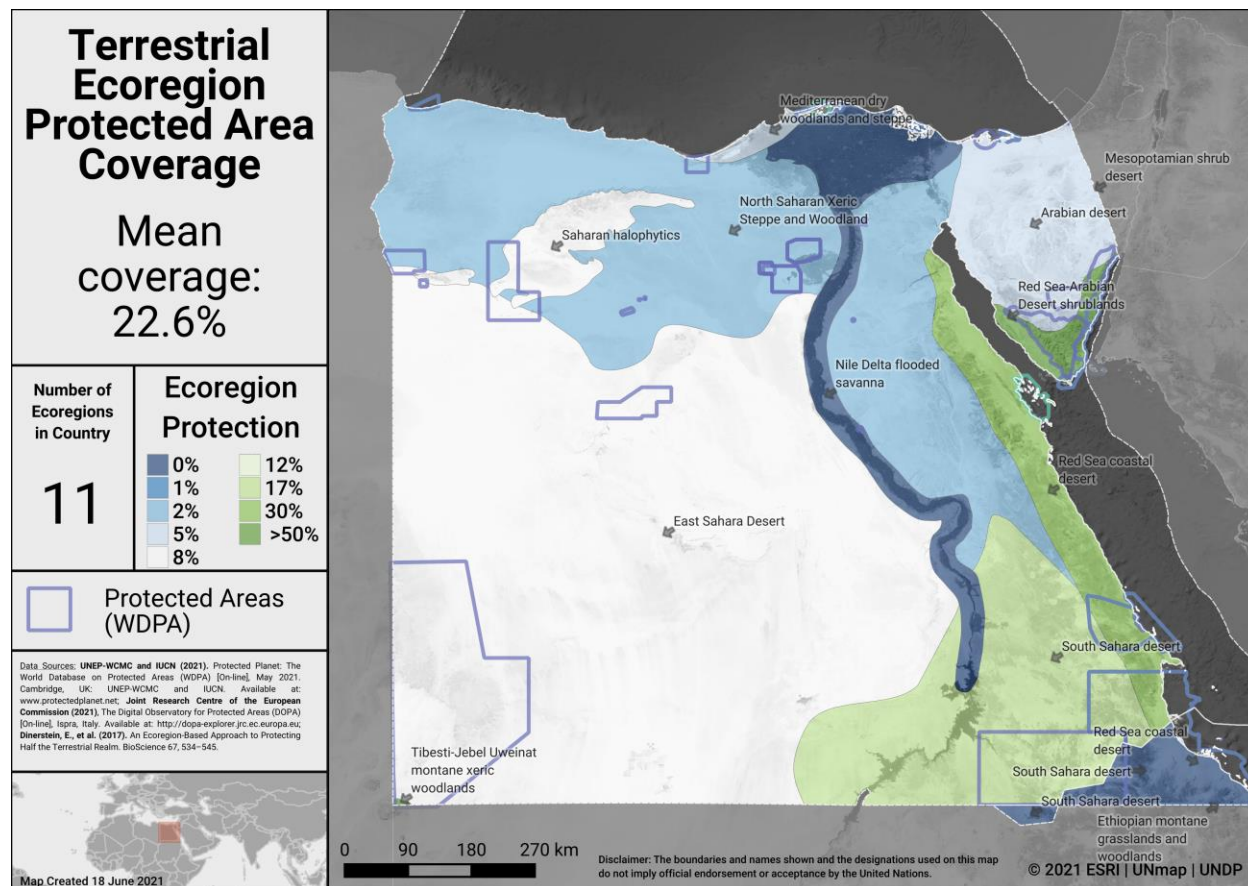 Terrestrial
Ecoregion
Protected Area
Coverage
Mean
coverage:
22.6%
Number of
Ecoregions
in Country
11
Ecoregion
Protection
0%
1%
2%
5%
8%
12%
17%
30%
>50%
Protected Areas
(WDPA)
Data Sources: UNEP-WCMC and IUCN (2021). Protected Planet: The
World Database on Protected Areas (WDPA) [On-line], May 2021.
Cambridge, UK: UNEP-WCMC and IUCN. Available at:
www.protectedplanet.net; Joint Research Centre of the European
Commission (2021), The Digital Observatory for Protected Areas (DOPA)
[On-line], Ispra, Italy. Available at: http://dopa-explorer.jrc.ec.europa.eu;
Dinerstein, E., et al. (2017). An Ecoregion-Based Approach to Protecting
Half the Terrestrial Realm. BioScience 67, 534–545.
Map Created 18 June 2021
Mediterranean dry
woodlands and steppe
Mesopotamian shrub
desert
North Saharan Xeric
Steppe and Woodland
Arabian desert
Saharan halophytics
Red Sea-Arabian
Desert shrublands
Nile Delta flooded
savanna
Red Sea coastal
desert
East Sahara Desert
South Sahara desert
Red Sea coastal
desert
Tibesti-Jebel Uweinat
montane xeric
woodlands
South Sahara desert
South Sahara desert
Ethiopian montane
grasslands and
woodlands
0 90 180 270 km
Disclaimer: The boundaries and names shown and the designations used on this map
do not imply official endorsement or acceptance by the United Nations.
© 2021 ESRI | UNmap | UNDP